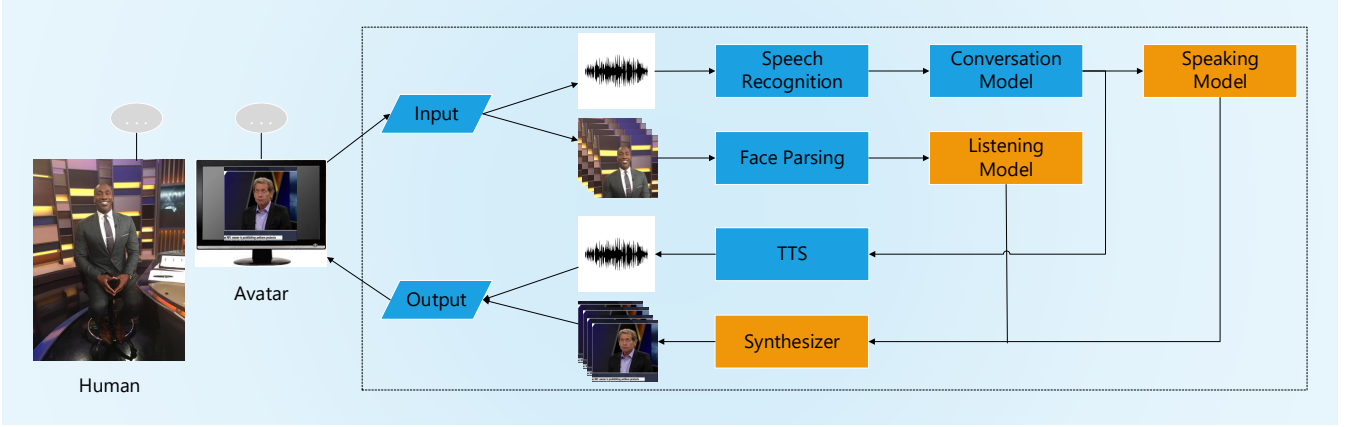 Speech
Recognition
Conversation
Model
Speaking
Model
Input
. . .
. . .
Face Parsing
Listening
Model
TTS
Avatar
Output
Synthesizer
Human